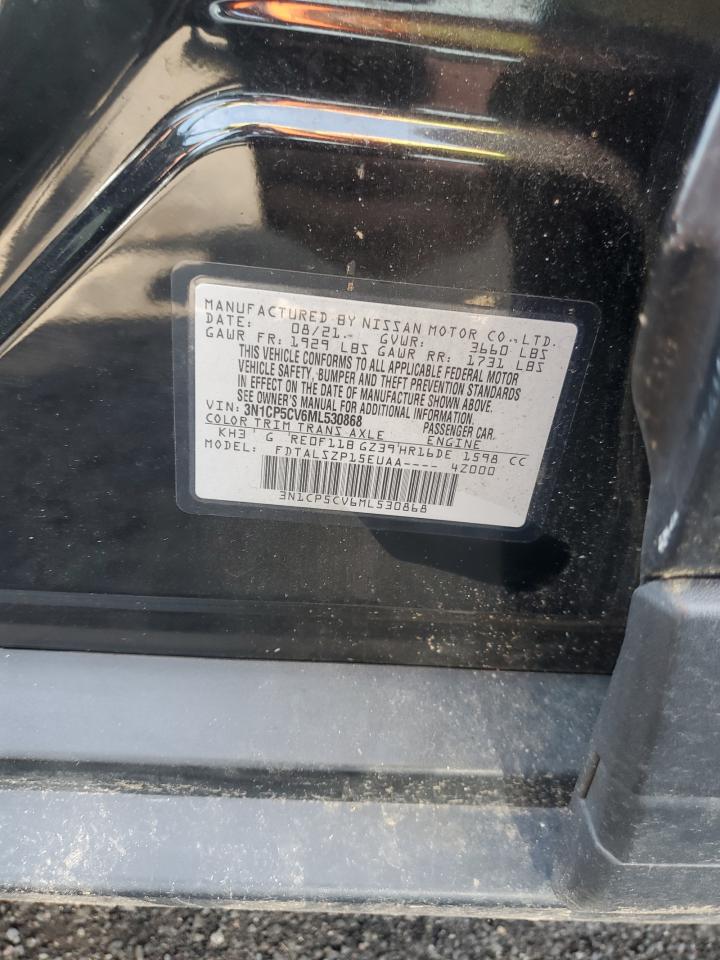 MANUFACTURED BY NISSAN MOTOR CO.,LTD.
DATE: 08/21. GVWR: 3660 LBS
GAWR FR: 1929 LBS GAWR RR: 1731 LBS
THIS VEHICLE CONFORMS TO ALL APPLICABLE FEDERAL MOTOR
VEHICLE SAFETY, BUMPER AND THEFT PREVENTION STANDARDS
IN EFFECT ON THE DATE OF MANUFACTURE SHOWN ABOVE.
SEE OWNER'S MANUAL FOR ADDITIONAL INFORMATION.
VIN: 3N1CP5CV6ML530868 PASSENGER CAR
COLOR TRIM TRANS AXLE ENGINE
KH3 G RE0F11B GZ39 HR16DE 1598 CC
MODEL: FDTALSZP15EUAA---- 42000
3N1CP5CV6ML530868